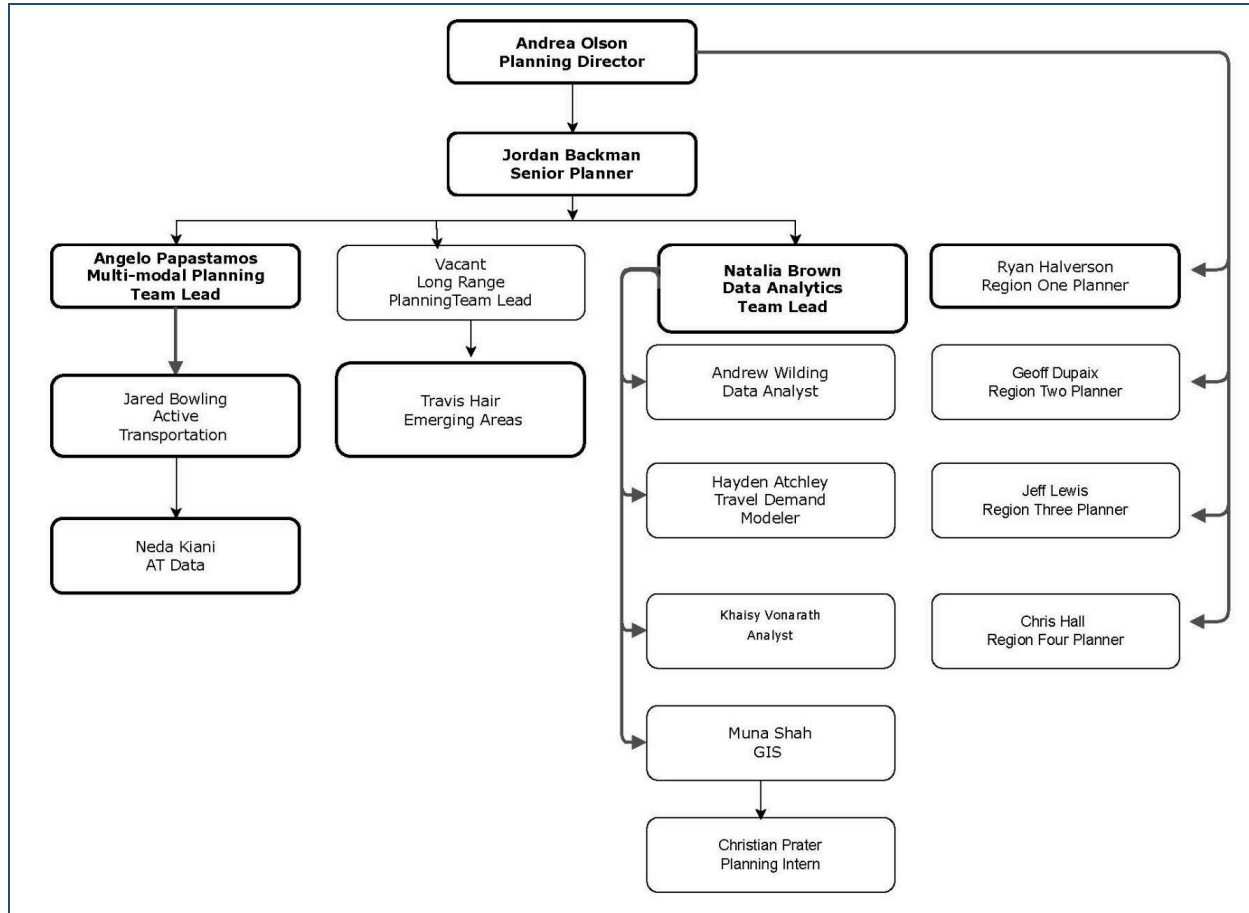 Andrea Olson
Planning Director
Jordan Backman
Senior Planner
Angelo Papastamos
Multi-modal Planning
Team Lead
Vacant
Long Range
PlanningTeam Lead
Natalia Brown
Data Analytics
Team Lead
Ryan Halverson
Region One Planner
Jared Bowling
Active
Transportation
Travis Hair
Emerging Areas
Andrew Wilding
Data Analyst
Geoff Dupaix
Region Two Planner
Hayden Atchley
Travel Demand
Modeler
Jeff Lewis
Region Three Planner
Neda Kiani
AT Data
Khaisy Vonarath
Analyst
Chris Hall
Region Four Planner
Muna Shah
GIS
Christian Prater
Planning Intern